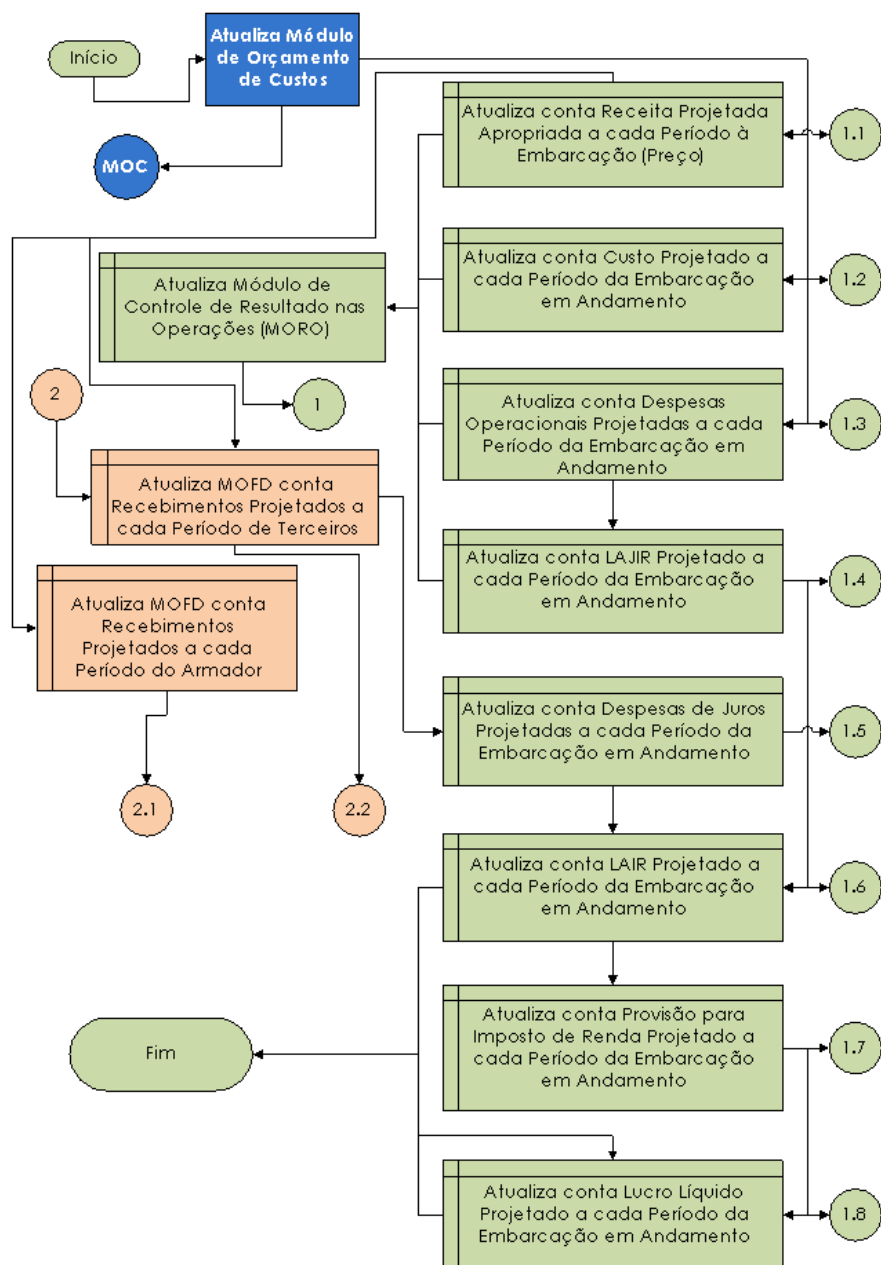 Início
Atualiza Módulo
de Orçamento
de Custos
MOC
Atualiza conta Receita Projetada
Apropriada a cada Período à
Embarcação (Preço)
1.1
Atualiza conta Custo Projetado a
cada Período da Embarcação
em Andamento
1.2
Atualiza Módulo de
Controle de Resultado nas
Operações (MORO)
1
2
Atualiza conta Despesas
Operacionais Projetadas a cada
Período da Embarcação em
Andamento
1.3
Atualiza MOFD conta
Recebimentos Projetados a
cada Período de Terceiros
Atualiza conta LAJIR Projetado a
cada Período da Embarcação
em Andamento
1.4
Atualiza MOFD conta
Recebimentos
Projetados a cada
Período do Armador
Atualiza conta Despesas de Juros
Projetadas a cada Período da
Embarcação em Andamento
1.5
2.1
2.2
Atualiza conta LAIR Projetado a
cada Período da Embarcação
em Andamento
1.6
Fim
Atualiza conta Provisão para
Imposto de Renda Projetado a
cada Período da Embarcação
em Andamento
1.7
Atualiza conta Lucro Líquido
Projetado a cada Período da
Embarcação em Andamento
1.8